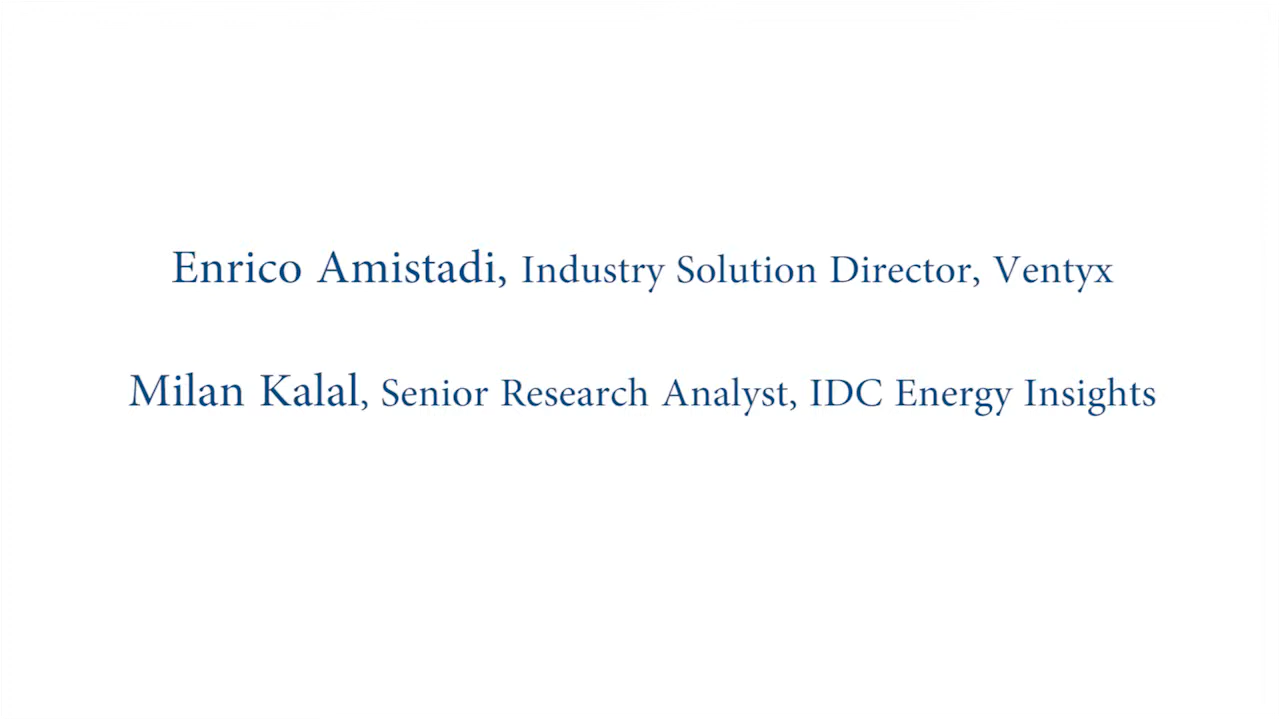 Enrico Amistadi, Industry Solution Director, Ventyx
Milan Kalal, Senior Research Analyst, IDC Energy Insights